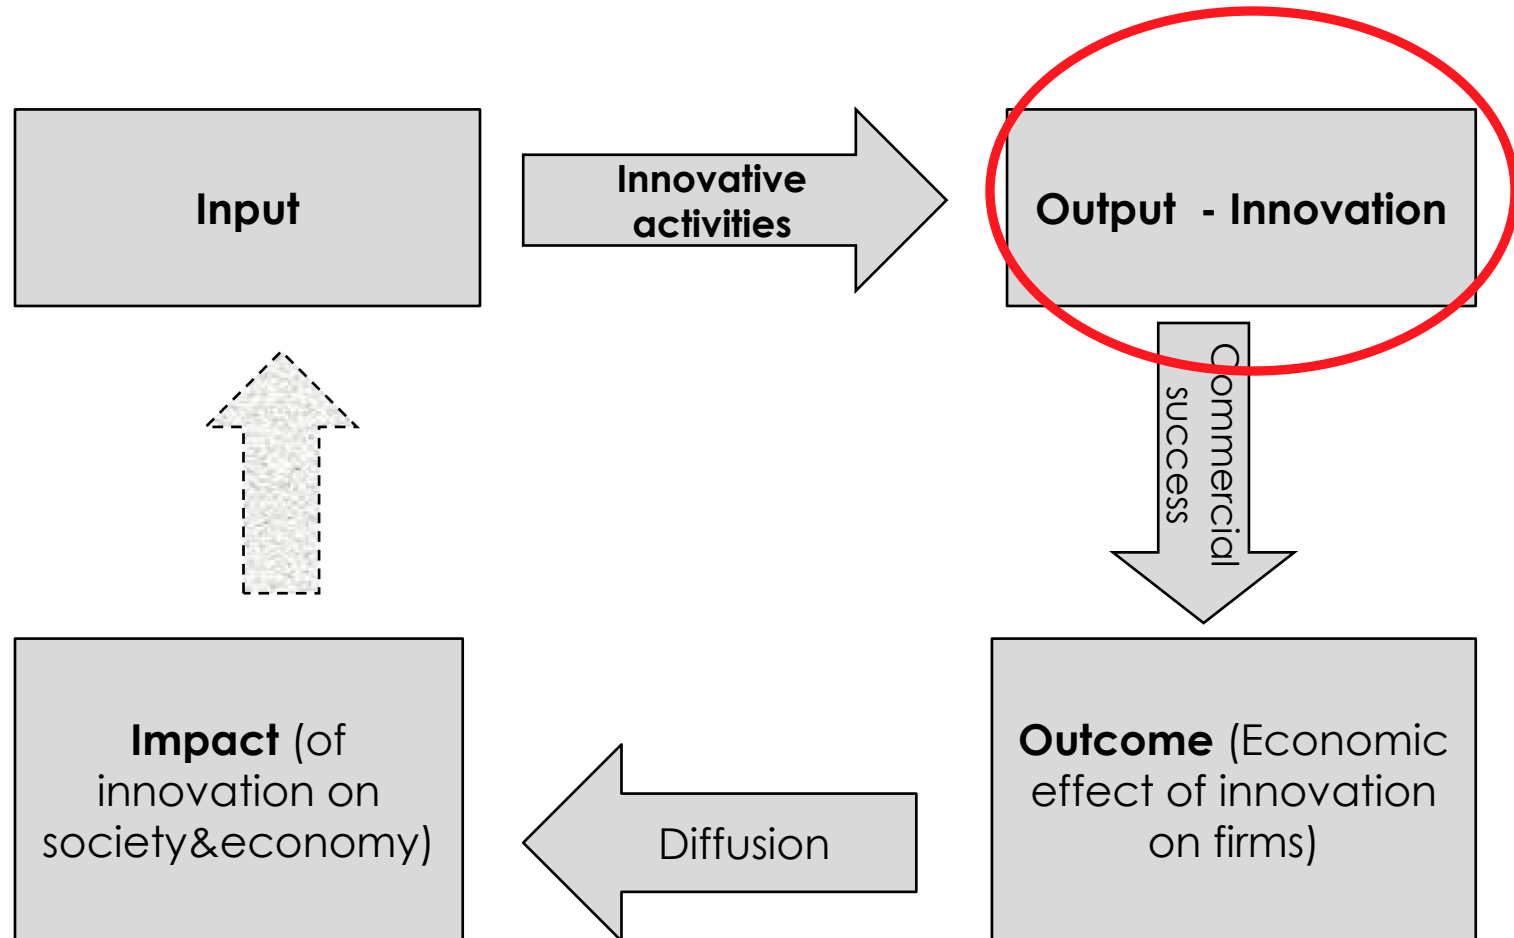 Input
Innovative
activities
Output - Innovation
Commercial
success
Impact (of
innovation on
society&economy)
Diffusion
Outcome (Economic
effect of innovation
on firms)